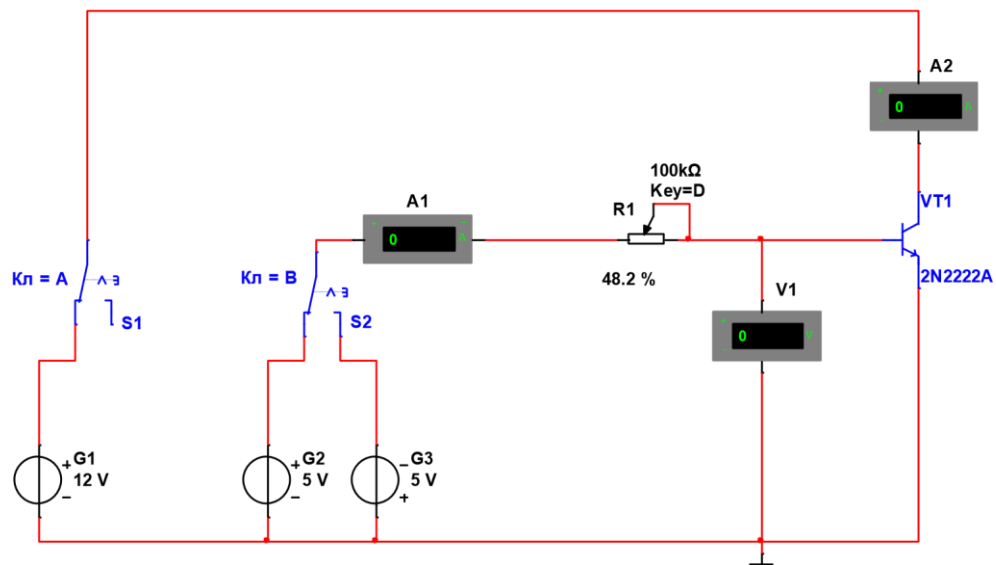 A2
0
100kΩ
Key=D
R1
A1
0
VT1
2N2222A
Кл = A
S1
Кл = B
S2
48.2 %
V1
0
+ G1
12 V
−
+ G2
5 V
−
− G3
5 V
+